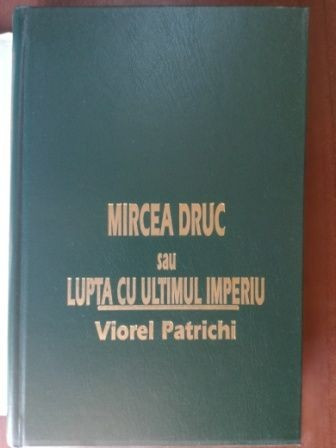 MIRCEA DRUC
sau
LUPTA CU ULTIMUL IMPERIU
Viorel Patrichi